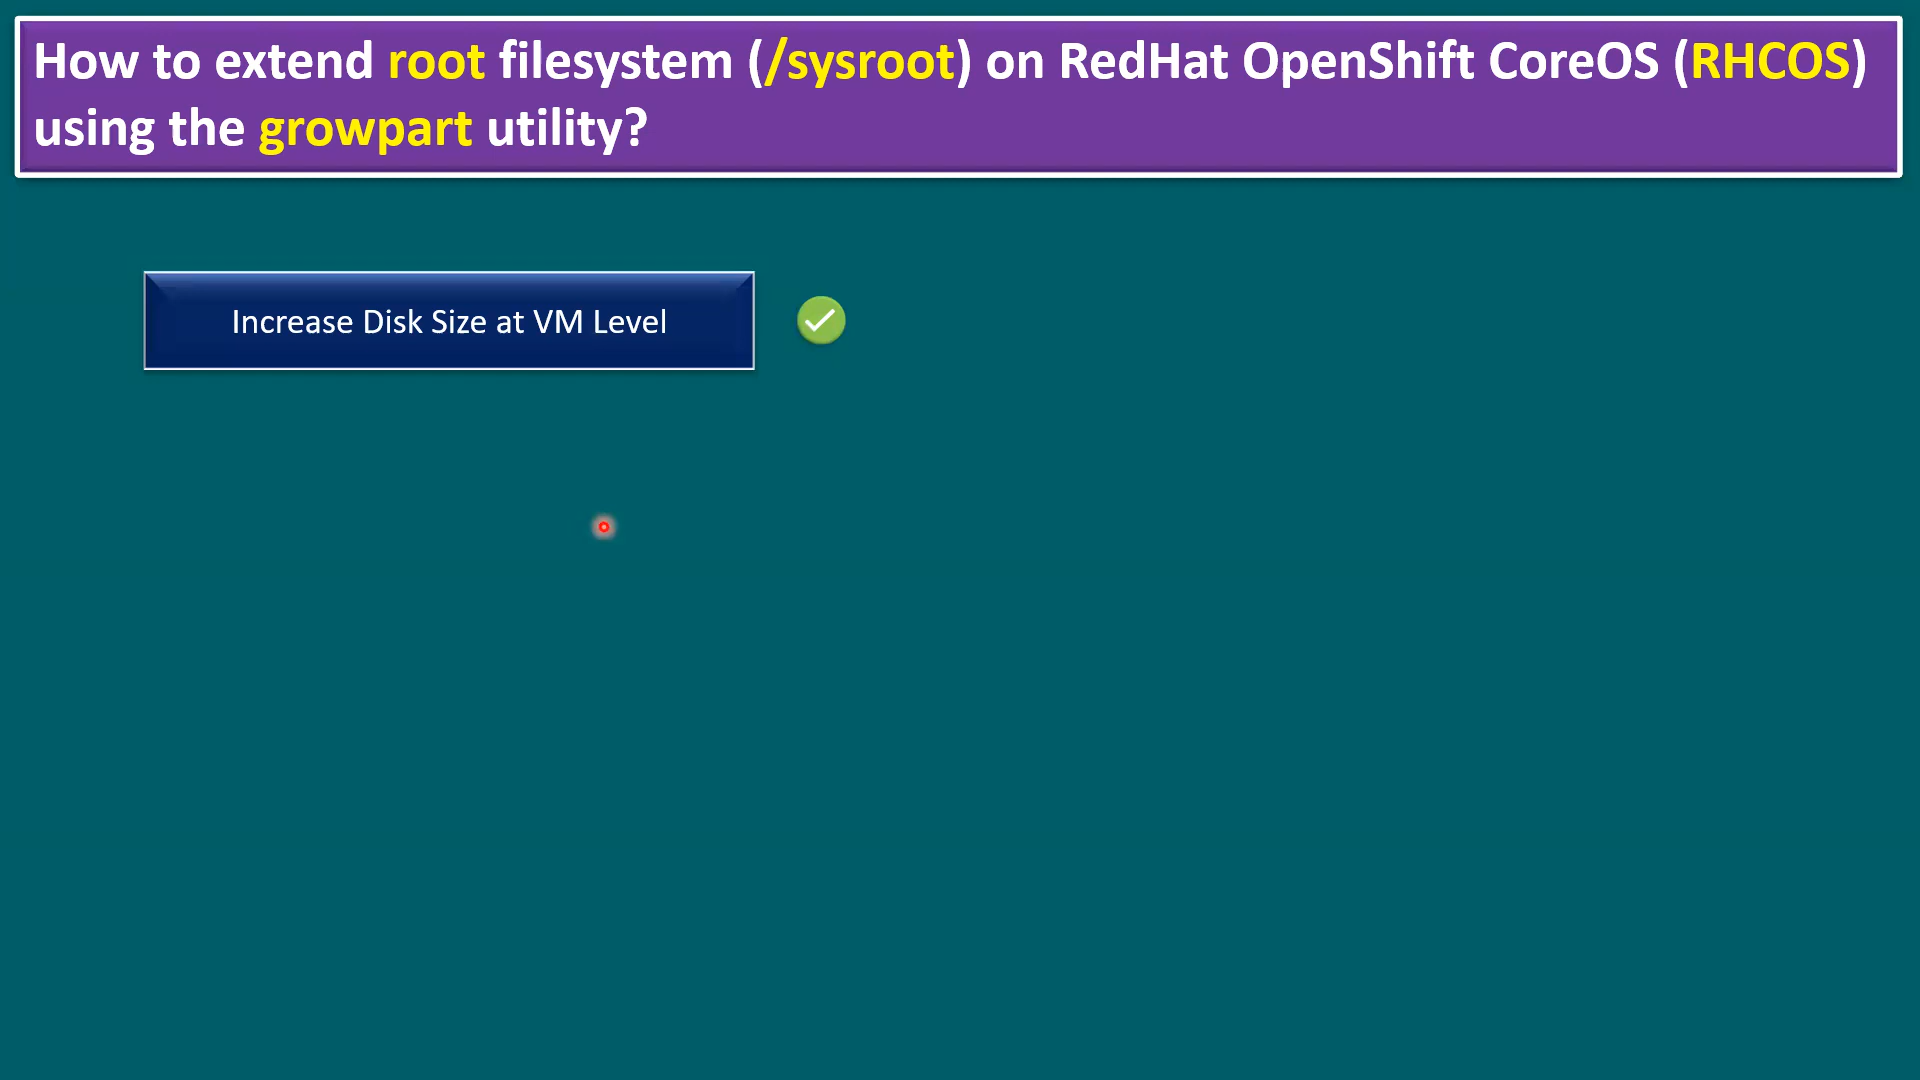 How to extend root filesystem (/sysroot) on RedHat OpenShift CoreOS (RHCOS)
using the growpart utility?
Increase Disk Size at VM Level